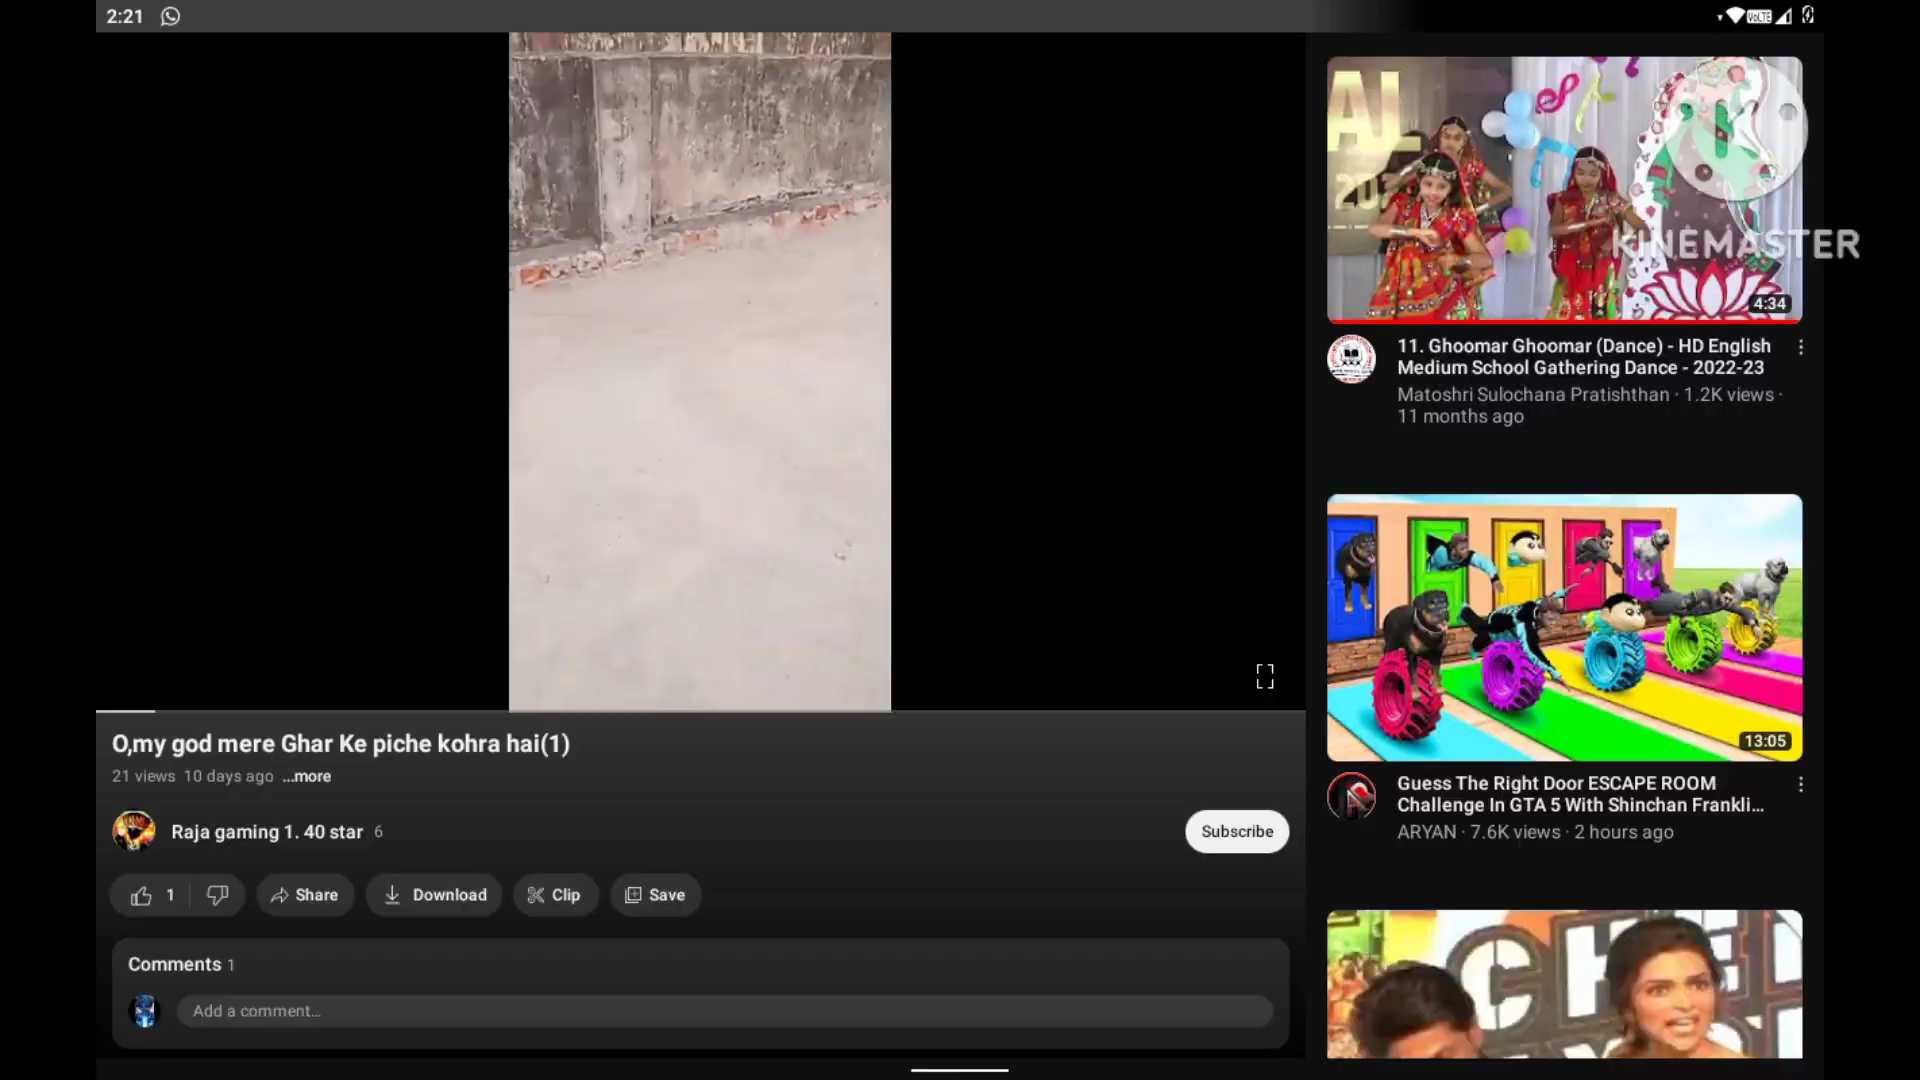 2:21
VoLTE
AL
202
KINEMASTER
4:34
11. Ghoomar Ghoomar (Dance) - HD English
Medium School Gathering Dance - 2022-23
Matoshri Sulochana Pratishthan · 1.2K views ·
11 months ago
13:05
Guess The Right Door ESCAPE ROOM
Challenge In GTA 5 With Shinchan Frankli...
ARYAN · 7.6K views · 2 hours ago
O,my god mere Ghar Ke piche kohra hai(1)
21 views 10 days ago ...more
Raja gaming 1. 40 star 6
Subscribe
1
Share
Download
Clip
Save
Comments 1
Add a comment...